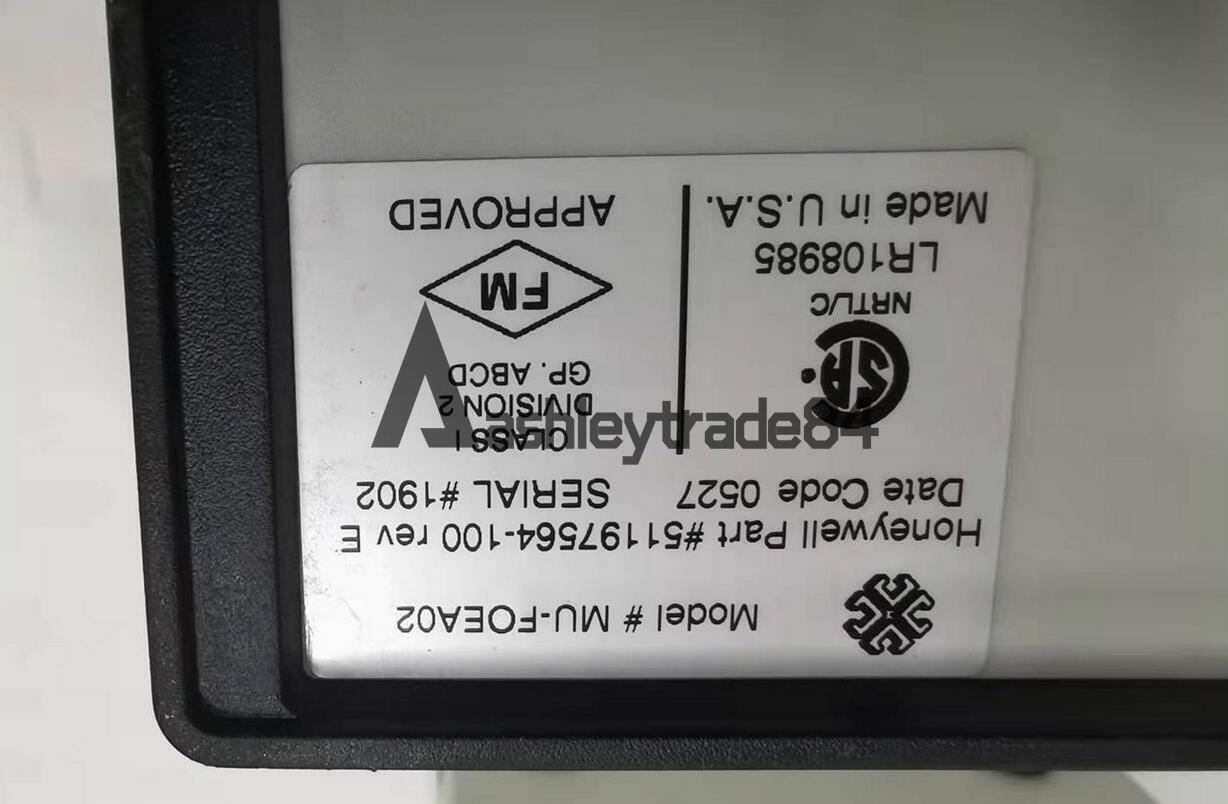 Model # MU-FOEA02
Honeywell Part #51197564-100 rev E
Date Code 0527 SERIAL #1902
SA
NRTL/C
LR108985
Made in U.S.A.
CLASS I
DIVISION 2
GP. ABCD
FM
APPROVED
Ashleytrade84